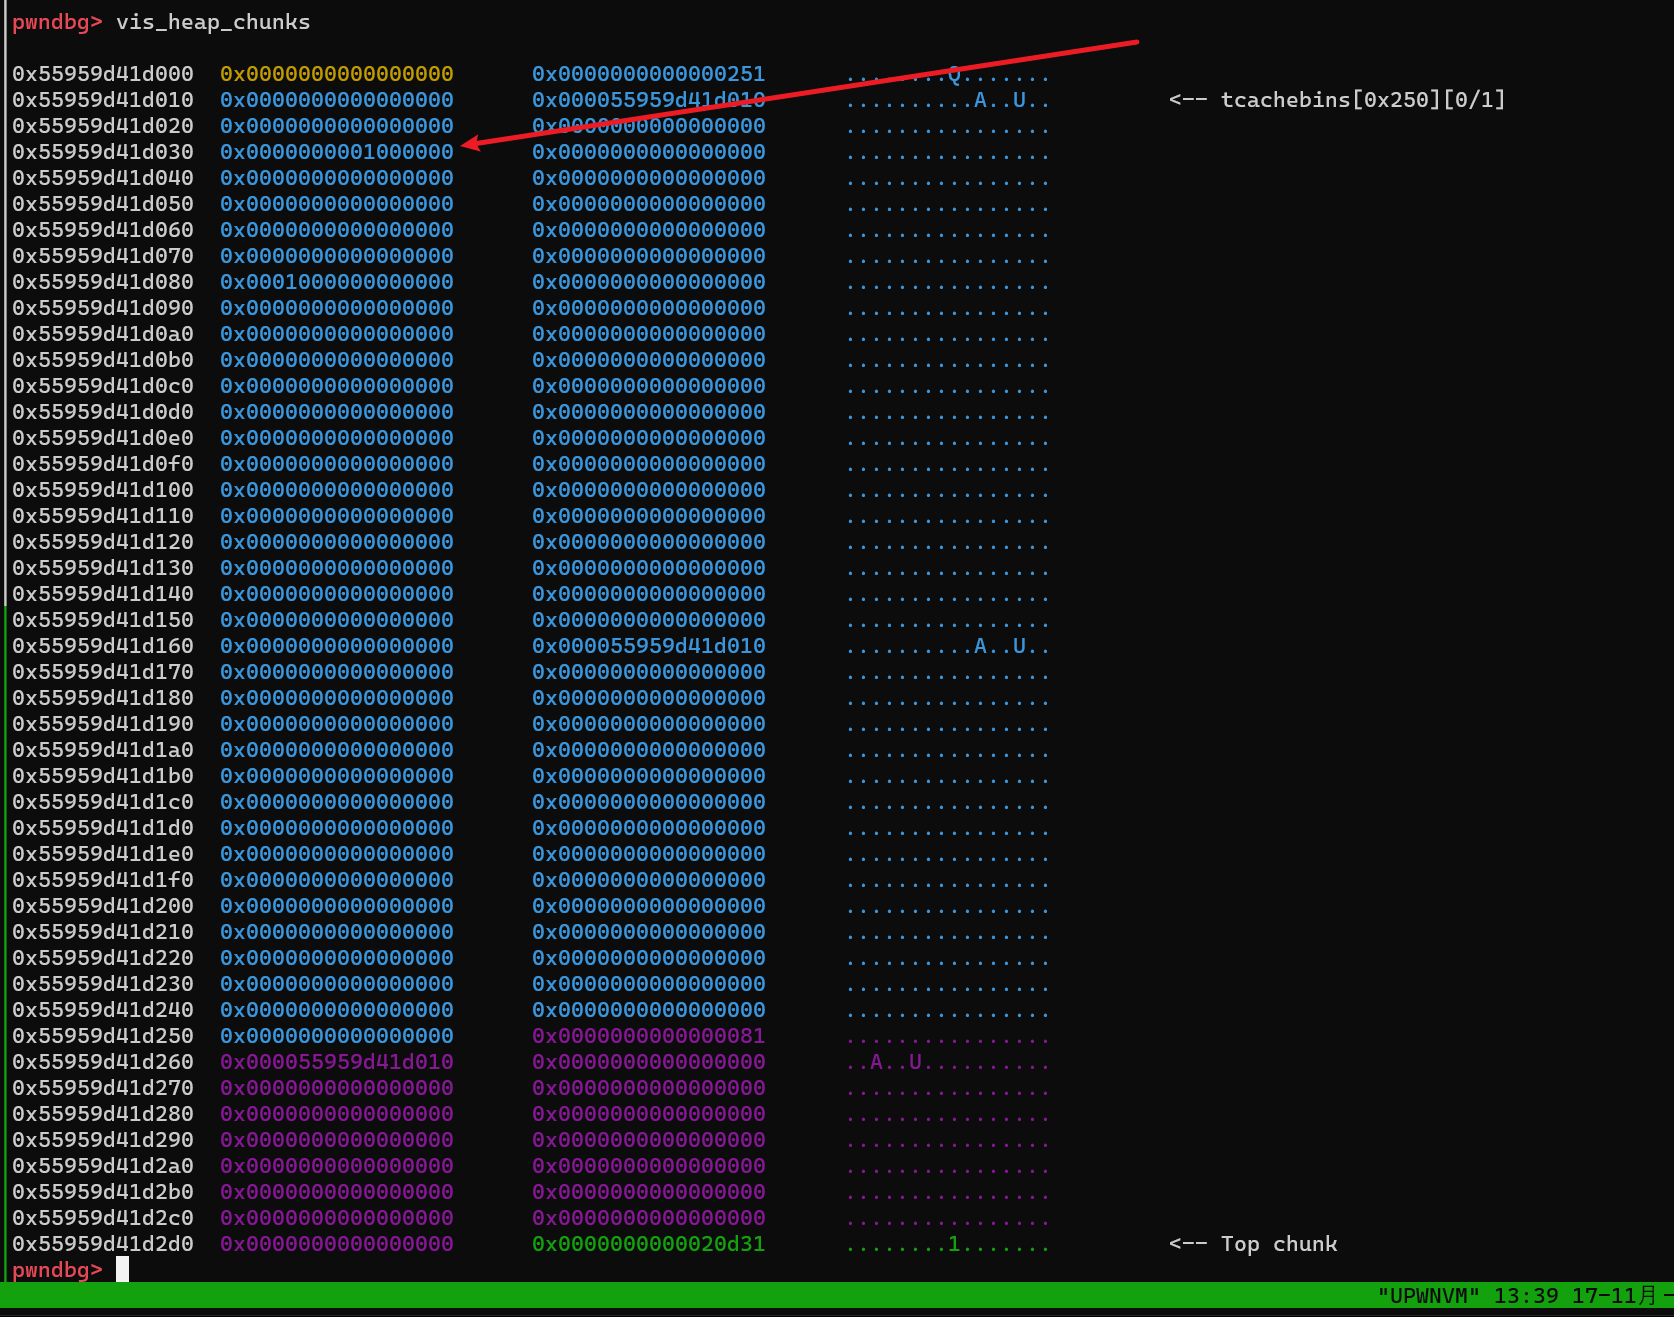 pwndbg> vis_heap_chunks
0x55959d41d000 0x0000000000000000 0x0000000000000251 ........Q.......
0x55959d41d010 0x0000000000000000 0x000055959d41d010 ..........A..U.. <-- tcachebins[0x250][0/1]
0x55959d41d020 0x0000000000000000 0x0000000000000000 ................
0x55959d41d030 0x0000000001000000 0x0000000000000000 ................
0x55959d41d040 0x0000000000000000 0x0000000000000000 ................
0x55959d41d050 0x0000000000000000 0x0000000000000000 ................
0x55959d41d060 0x0000000000000000 0x0000000000000000 ................
0x55959d41d070 0x0000000000000000 0x0000000000000000 ................
0x55959d41d080 0x0001000000000000 0x0000000000000000 ................
0x55959d41d090 0x0000000000000000 0x0000000000000000 ................
0x55959d41d0a0 0x0000000000000000 0x0000000000000000 ................
0x55959d41d0b0 0x0000000000000000 0x0000000000000000 ................
0x55959d41d0c0 0x0000000000000000 0x0000000000000000 ................
0x55959d41d0d0 0x0000000000000000 0x0000000000000000 ................
0x55959d41d0e0 0x0000000000000000 0x0000000000000000 ................
0x55959d41d0f0 0x0000000000000000 0x0000000000000000 ................
0x55959d41d100 0x0000000000000000 0x0000000000000000 ................
0x55959d41d110 0x0000000000000000 0x0000000000000000 ................
0x55959d41d120 0x0000000000000000 0x0000000000000000 ................
0x55959d41d130 0x0000000000000000 0x0000000000000000 ................
0x55959d41d140 0x0000000000000000 0x0000000000000000 ................
0x55959d41d150 0x0000000000000000 0x0000000000000000 ................
0x55959d41d160 0x0000000000000000 0x000055959d41d010 ..........A..U..
0x55959d41d170 0x0000000000000000 0x0000000000000000 ................
0x55959d41d180 0x0000000000000000 0x0000000000000000 ................
0x55959d41d190 0x0000000000000000 0x0000000000000000 ................
0x55959d41d1a0 0x0000000000000000 0x0000000000000000 ................
0x55959d41d1b0 0x0000000000000000 0x0000000000000000 ................
0x55959d41d1c0 0x0000000000000000 0x0000000000000000 ................
0x55959d41d1d0 0x0000000000000000 0x0000000000000000 ................
0x55959d41d1e0 0x0000000000000000 0x0000000000000000 ................
0x55959d41d1f0 0x0000000000000000 0x0000000000000000 ................
0x55959d41d200 0x0000000000000000 0x0000000000000000 ................
0x55959d41d210 0x0000000000000000 0x0000000000000000 ................
0x55959d41d220 0x0000000000000000 0x0000000000000000 ................
0x55959d41d230 0x0000000000000000 0x0000000000000000 ................
0x55959d41d240 0x0000000000000000 0x0000000000000000 ................
0x55959d41d250 0x0000000000000000 0x0000000000000081 ................
0x55959d41d260 0x000055959d41d010 0x0000000000000000 ..A..U..........
0x55959d41d270 0x0000000000000000 0x0000000000000000 ................
0x55959d41d280 0x0000000000000000 0x0000000000000000 ................
0x55959d41d290 0x0000000000000000 0x0000000000000000 ................
0x55959d41d2a0 0x0000000000000000 0x0000000000000000 ................
0x55959d41d2b0 0x0000000000000000 0x0000000000000000 ................
0x55959d41d2c0 0x0000000000000000 0x0000000000000000 ................
0x55959d41d2d0 0x0000000000000000 0x0000000000020d31 ........1....... <-- Top chunk
pwndbg>
"UPWNVM" 13:39 17-11月-